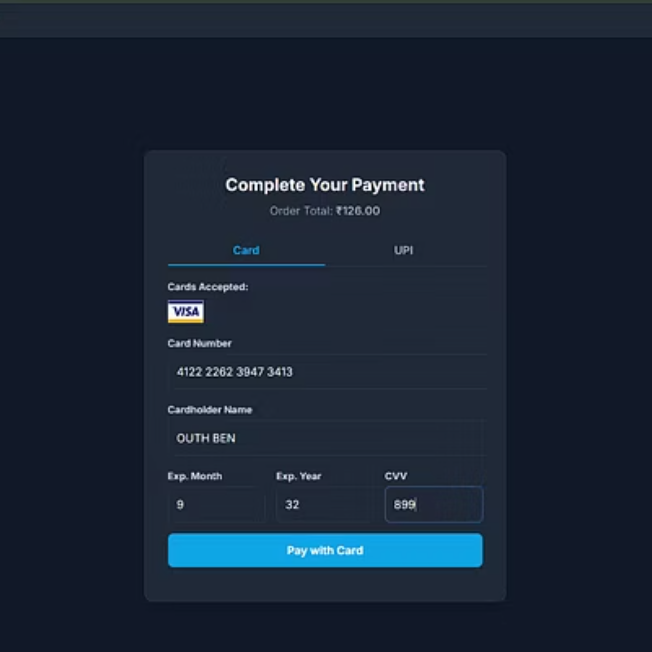 Complete Your Payment
Order Total: ₹126.00
Card UPI
Cards Accepted:
VISA
Card Number
4122 2262 3947 3413
Cardholder Name
OUTH BEN
Exp. Month Exp. Year CVV
9 32 899
Pay with Card